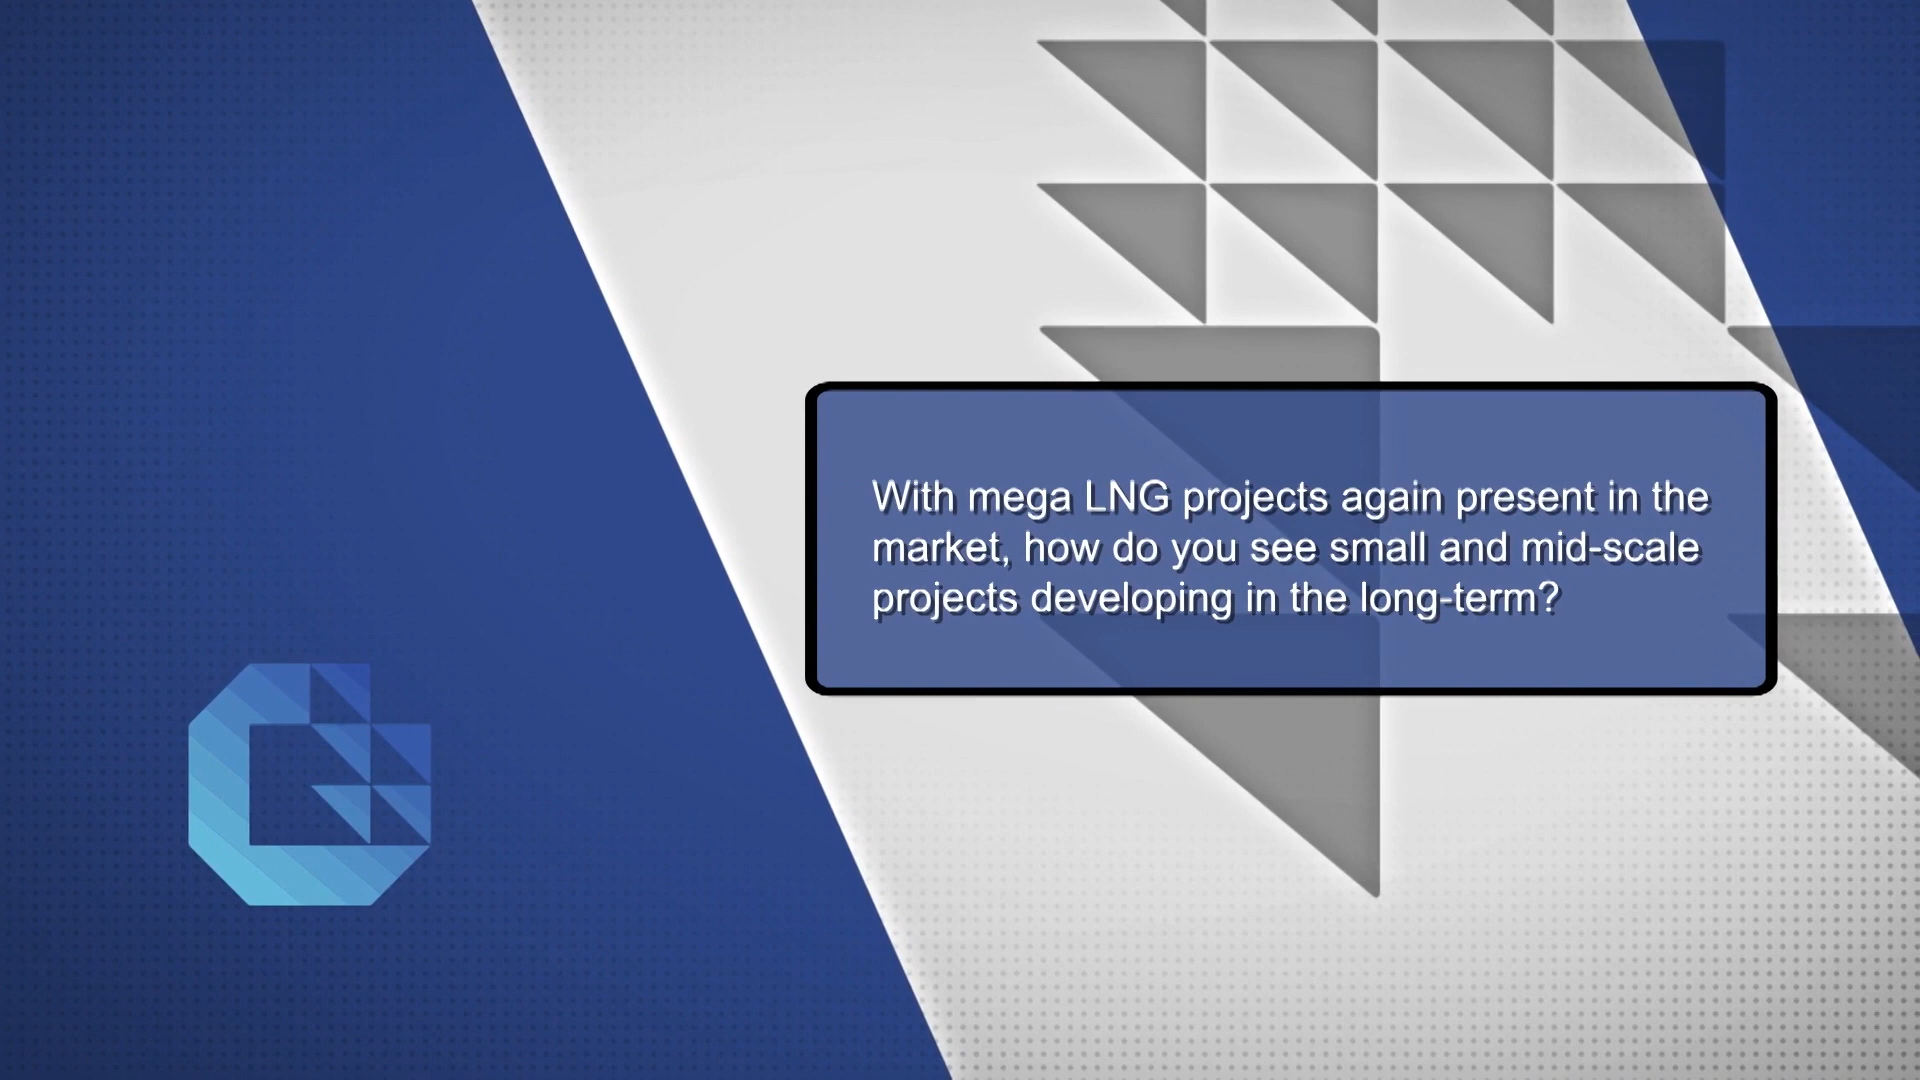 With mega LNG projects again present in the
market, how do you see small and mid-scale
projects developing in the long-term?